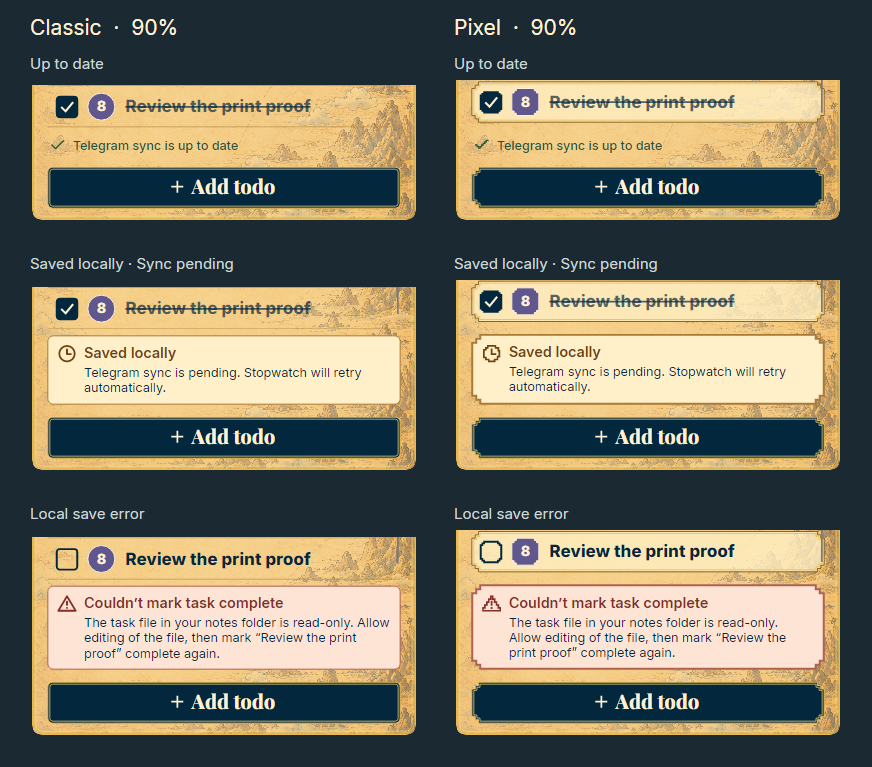 Classic · 90%
Up to date
8 Review the print proof
Telegram sync is up to date
+ Add todo
Saved locally · Sync pending
8 Review the print proof
Saved locally
Telegram sync is pending. Stopwatch will retry
automatically.
+ Add todo
Local save error
8 Review the print proof
Couldn’t mark task complete
The task file in your notes folder is read-only. Allow
editing of the file, then mark “Review the print
proof” complete again.
+ Add todo
Pixel · 90%
Up to date
8 Review the print proof
Telegram sync is up to date
+ Add todo
Saved locally · Sync pending
8 Review the print proof
Saved locally
Telegram sync is pending. Stopwatch will retry
automatically.
+ Add todo
Local save error
8 Review the print proof
Couldn’t mark task complete
The task file in your notes folder is read-only.
Allow editing of the file, then mark “Review the
print proof” complete again.
+ Add todo